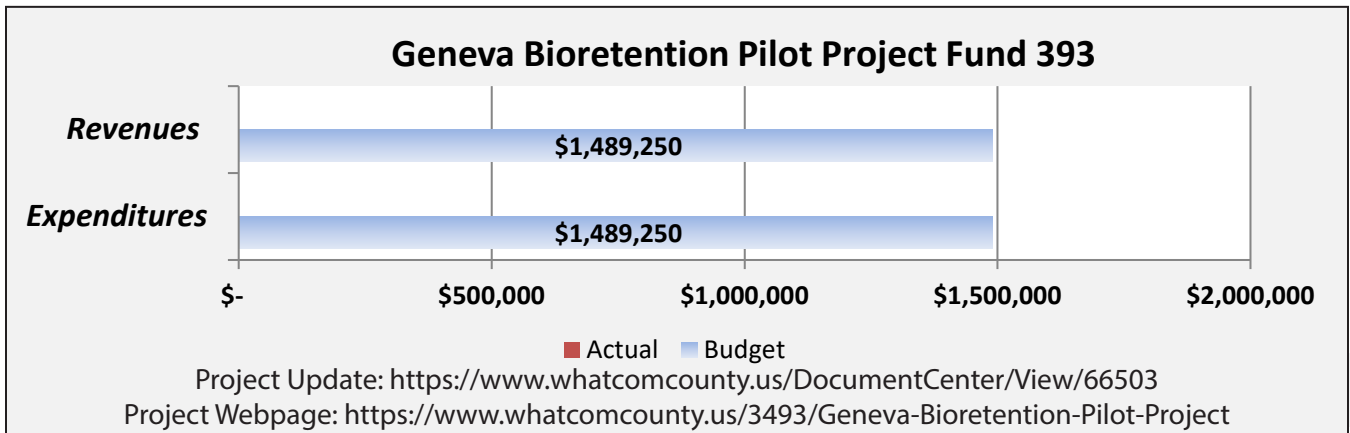 Geneva Bioretention Pilot Project Fund 393
Revenues
$1,489,250
Expenditures
$1,489,250
$- $500,000 $1,000,000 $1,500,000 $2,000,000
Actual Budget
Project Update: https://www.whatcomcounty.us/DocumentCenter/View/66503
Project Webpage: https://www.whatcomcounty.us/3493/Geneva-Bioretention-Pilot-Project